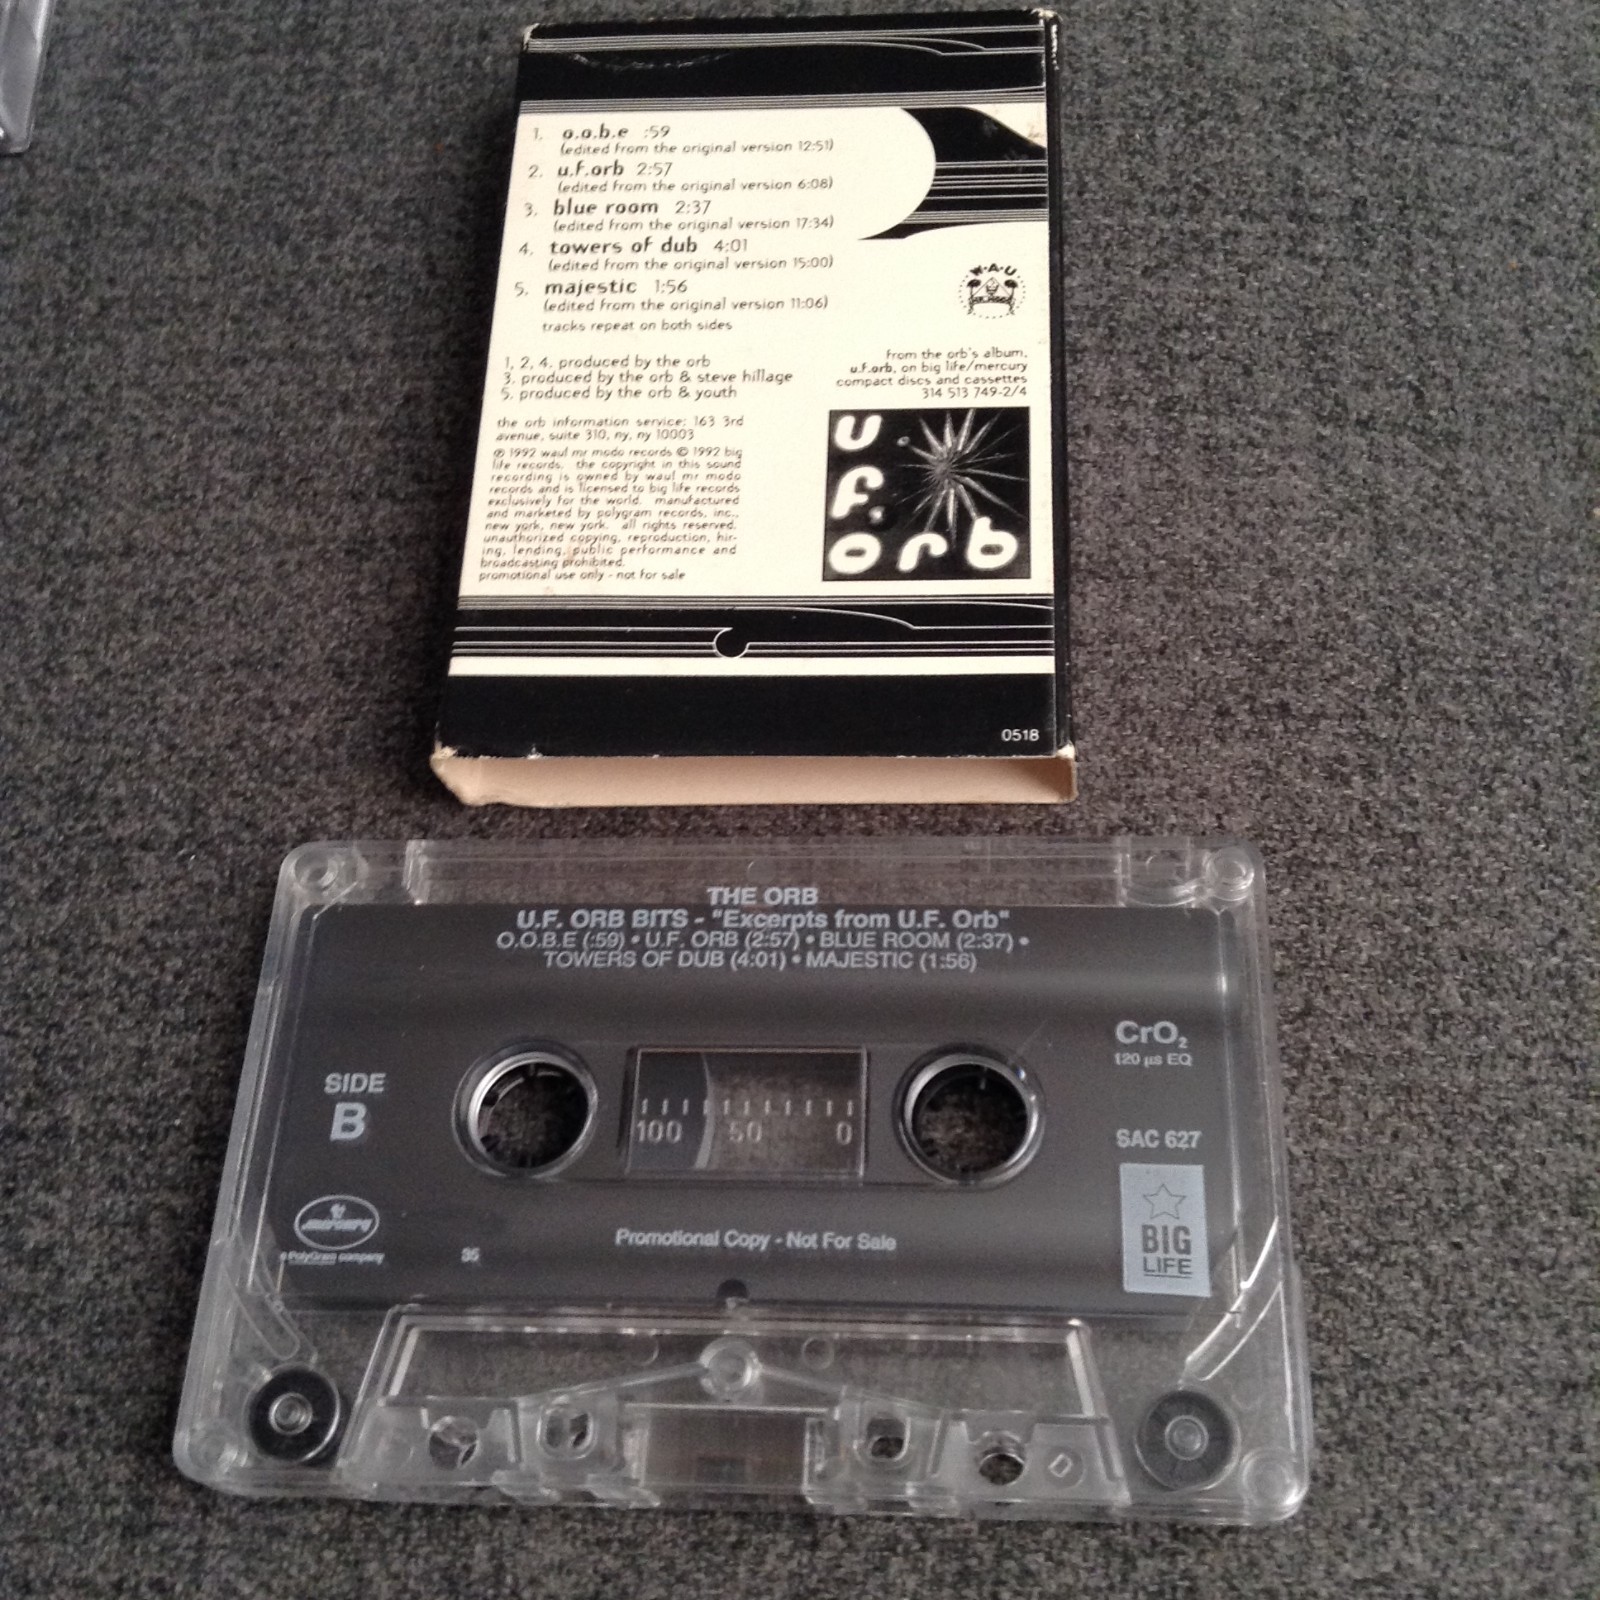 1. o.o.b.e :59
(edited from the original version 12:51)
2. u.f.orb 2:57
(edited from the original version 6:08)
3. blue room 2:37
(edited from the original version 17:34)
4. towers of dub 4:01
(edited from the original version 15:00)
5. majestic 1:56
(edited from the original version 11:06)
tracks repeat on both sides
W·A·U
1, 2, 4. produced by the orb
3. produced by the orb & steve hillage
5. produced by the orb & youth
from the orb's album,
u.f.orb, on big life/mercury
compact discs and cassettes
314 513 749-2/4
the orb information service: 163 3rd
avenue, suite 310, ny, ny 10003
℗ 1992 wau! mr modo records © 1992 big
life records. the copyright in this sound
recording is owned by wau! mr modo
records and is licensed to big life records
exclusively for the world. manufactured
and marketed by polygram records, inc.,
new york, new york. all rights reserved.
unauthorized copying, reproduction, hir-
ing, lending, public performance and
broadcasting prohibited.
promotional use only - not for sale
u.
f.
orb
0518
THE ORB
U.F. ORB BITS - "Excerpts from U.F. Orb"
O.O.B.E (:59) • U.F. ORB (2:57) • BLUE ROOM (2:37) •
TOWERS OF DUB (4:01) • MAJESTIC (1:56)
CrO2
120 µs EQ
SIDE
B
100 50 0
SAC 627
mercury
a PolyGram company
35
Promotional Copy - Not For Sale
BIG
LIFE
D